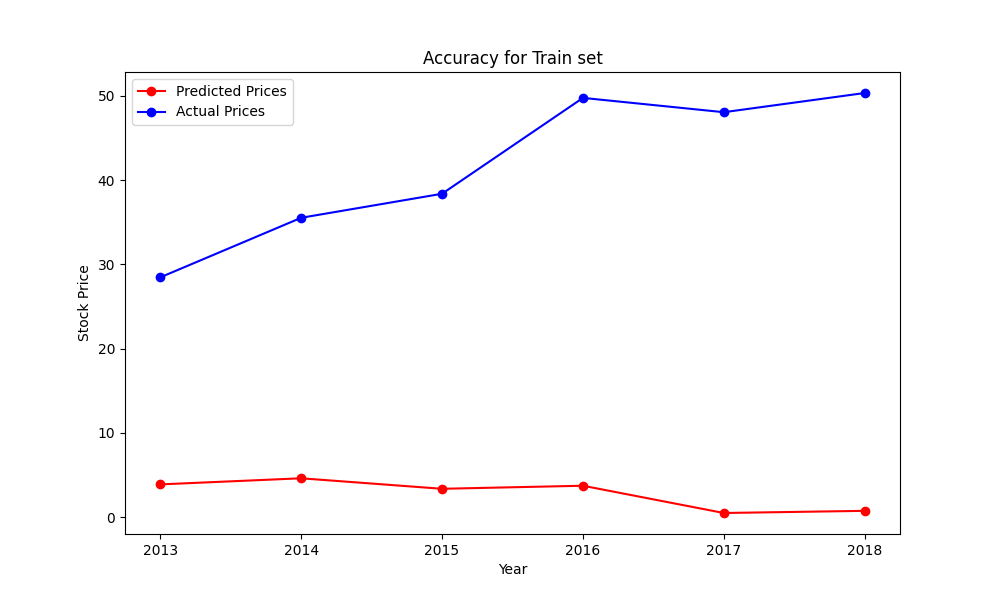 Accuracy for Train set
Predicted Prices
Actual Prices
50
40
30
20
10
0
Stock Price
2013 2014 2015 2016 2017 2018
Year